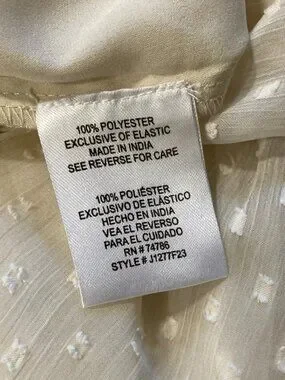 100% POLYESTER
EXCLUSIVE OF ELASTIC
MADE IN INDIA
SEE REVERSE FOR CARE
100% POLIÉSTER
EXCLUSIVO DE ELÁSTICO
HECHO EN INDIA
VEA EL REVERSO
PARA EL CUIDADO
RN # 74786
STYLE # J1277F23